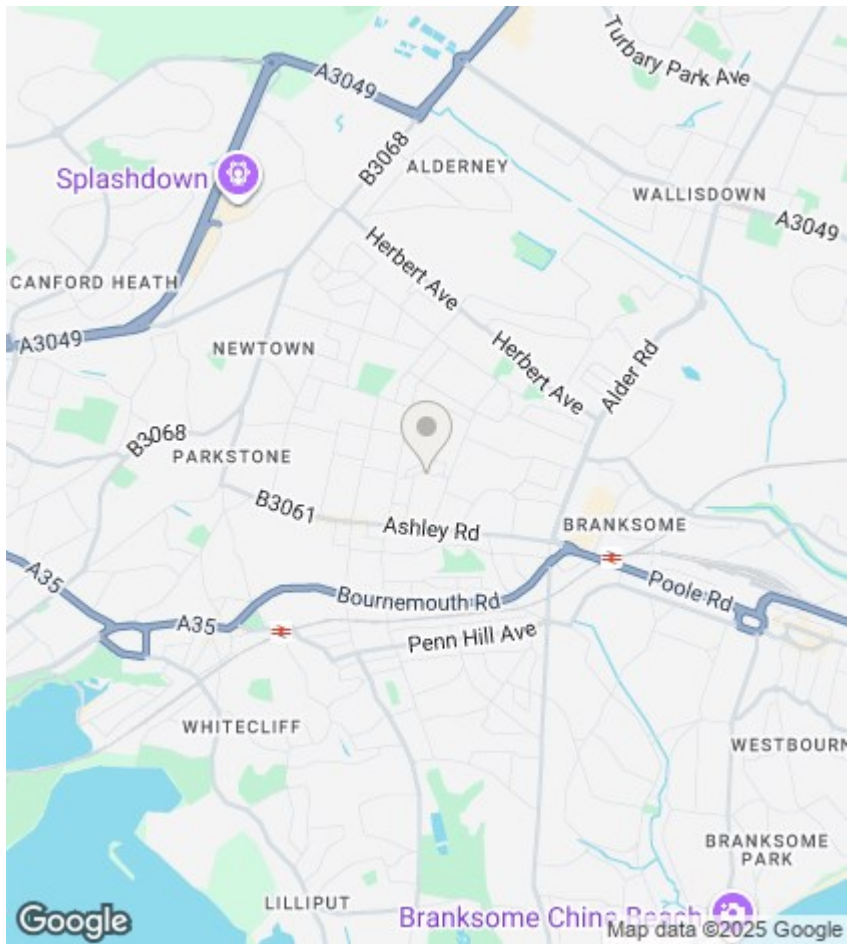 Turbary Park Ave
A3049
B3068
ALDERNEY
Splashdown
WALLISDOWN
A3049
Herbert Ave
CANFORD HEATH
A3049
NEWTOWN
Herbert Ave
Alder Rd
B3068
PARKSTONE
B3061
Ashley Rd
BRANKSOME
A35
Bournemouth Rd
Poole Rd
A35
Penn Hill Ave
WHITECLIFF
WESTBOURN
BRANKSOME
PARK
LILLIPUT
Branksome Chine Beach
Google
Map data ©2025 Google